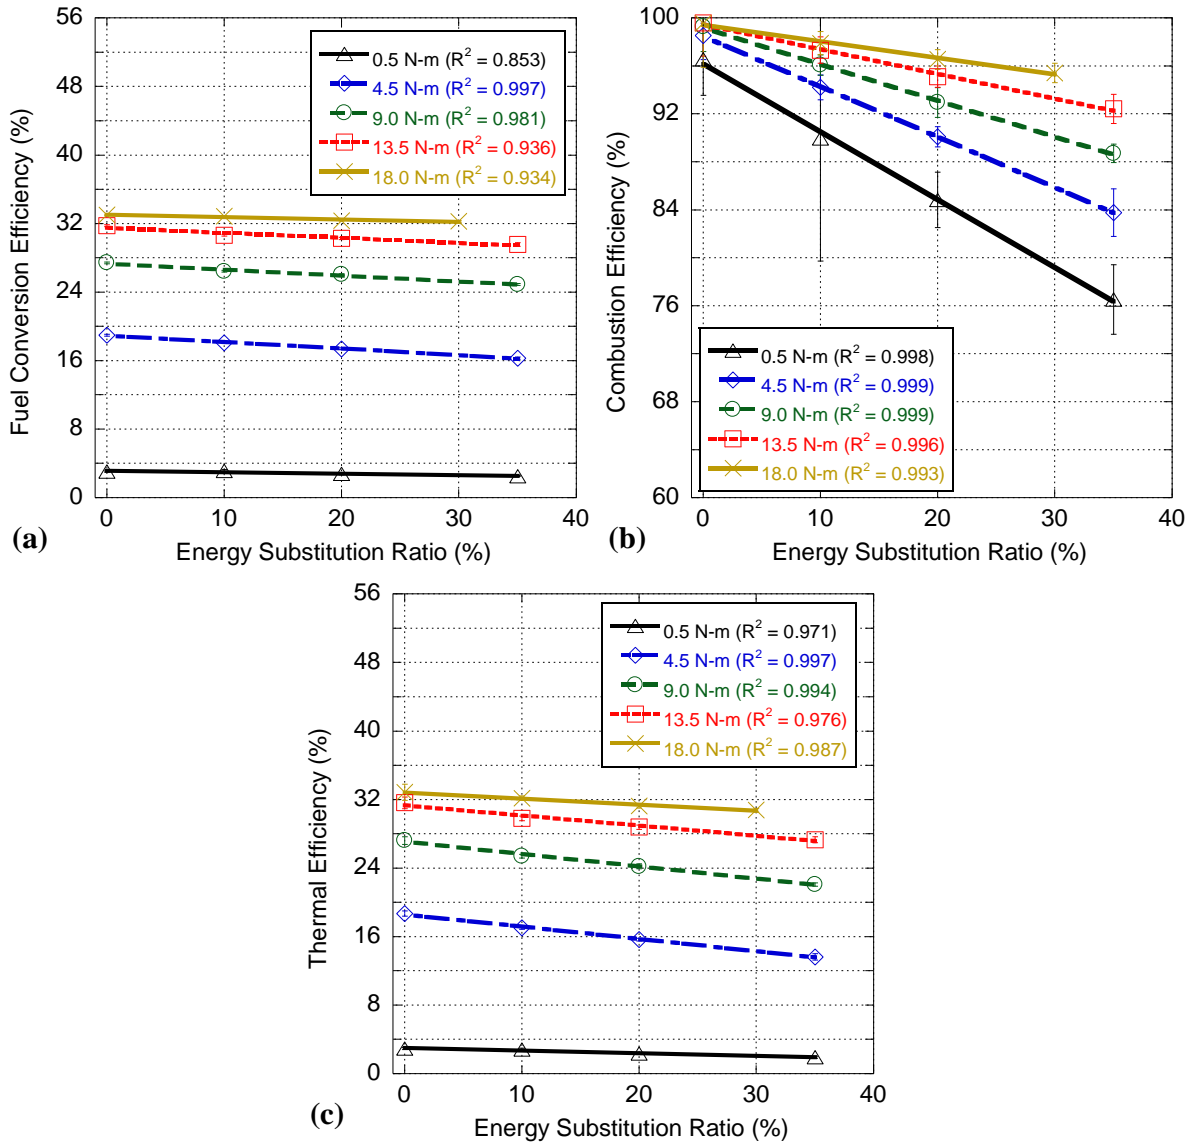 56
48
40
32
24
16
8
0
Fuel Conversion Efficiency (%)
0.5 N-m (R² = 0.853)
4.5 N-m (R² = 0.997)
9.0 N-m (R² = 0.981)
13.5 N-m (R² = 0.936)
18.0 N-m (R² = 0.934)
0 10 20 30 40
(a)
Energy Substitution Ratio (%)
100
92
84
76
68
60
Combustion Efficiency (%)
0.5 N-m (R² = 0.998)
4.5 N-m (R² = 0.999)
9.0 N-m (R² = 0.999)
13.5 N-m (R² = 0.996)
18.0 N-m (R² = 0.993)
0 10 20 30 40
(b)
Energy Substitution Ratio (%)
56
48
40
32
24
16
8
0
Thermal Efficiency (%)
0.5 N-m (R² = 0.971)
4.5 N-m (R² = 0.997)
9.0 N-m (R² = 0.994)
13.5 N-m (R² = 0.976)
18.0 N-m (R² = 0.987)
0 10 20 30 40
(c)
Energy Substitution Ratio (%)